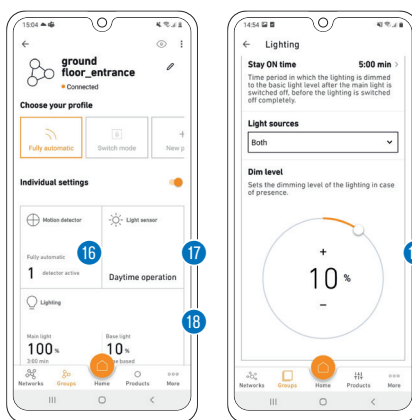 15:04
ground
floor_entrance
Connected
Choose your profile
Fully automatic
Switch mode
New p
Individual settings
Motion detector
Light sensor
Fully automatic
1 detector active
16
17
Daytime operation
18
Lighting
Main light
Base light
100 %
10 %
3:00 min
Networks
Groups
Home
Products
More
14:54
Lighting
Stay ON time
5:00 min
Time period in which the lighting is dimmed
to the basic light level after the main light is
switched off, before the lighting is switched
off completely.
Light sources
Both
Dim level
Sets the dimming level of the lighting in case
of presence.
+
10 %
−
Networks
Groups
Home
Products
More